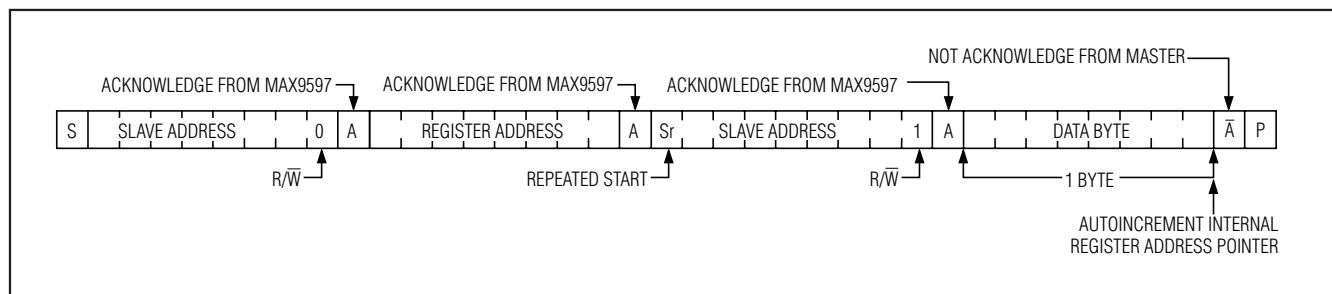 NOT ACKNOWLEDGE FROM MASTER
ACKNOWLEDGE FROM MAX9597 ACKNOWLEDGE FROM MAX9597 ACKNOWLEDGE FROM MAX9597
S SLAVE ADDRESS 0 A REGISTER ADDRESS A Sr SLAVE ADDRESS 1 A DATA BYTE A̅ P
R/W̅ REPEATED START R/W̅ 1 BYTE
AUTOINCREMENT INTERNAL
REGISTER ADDRESS POINTER